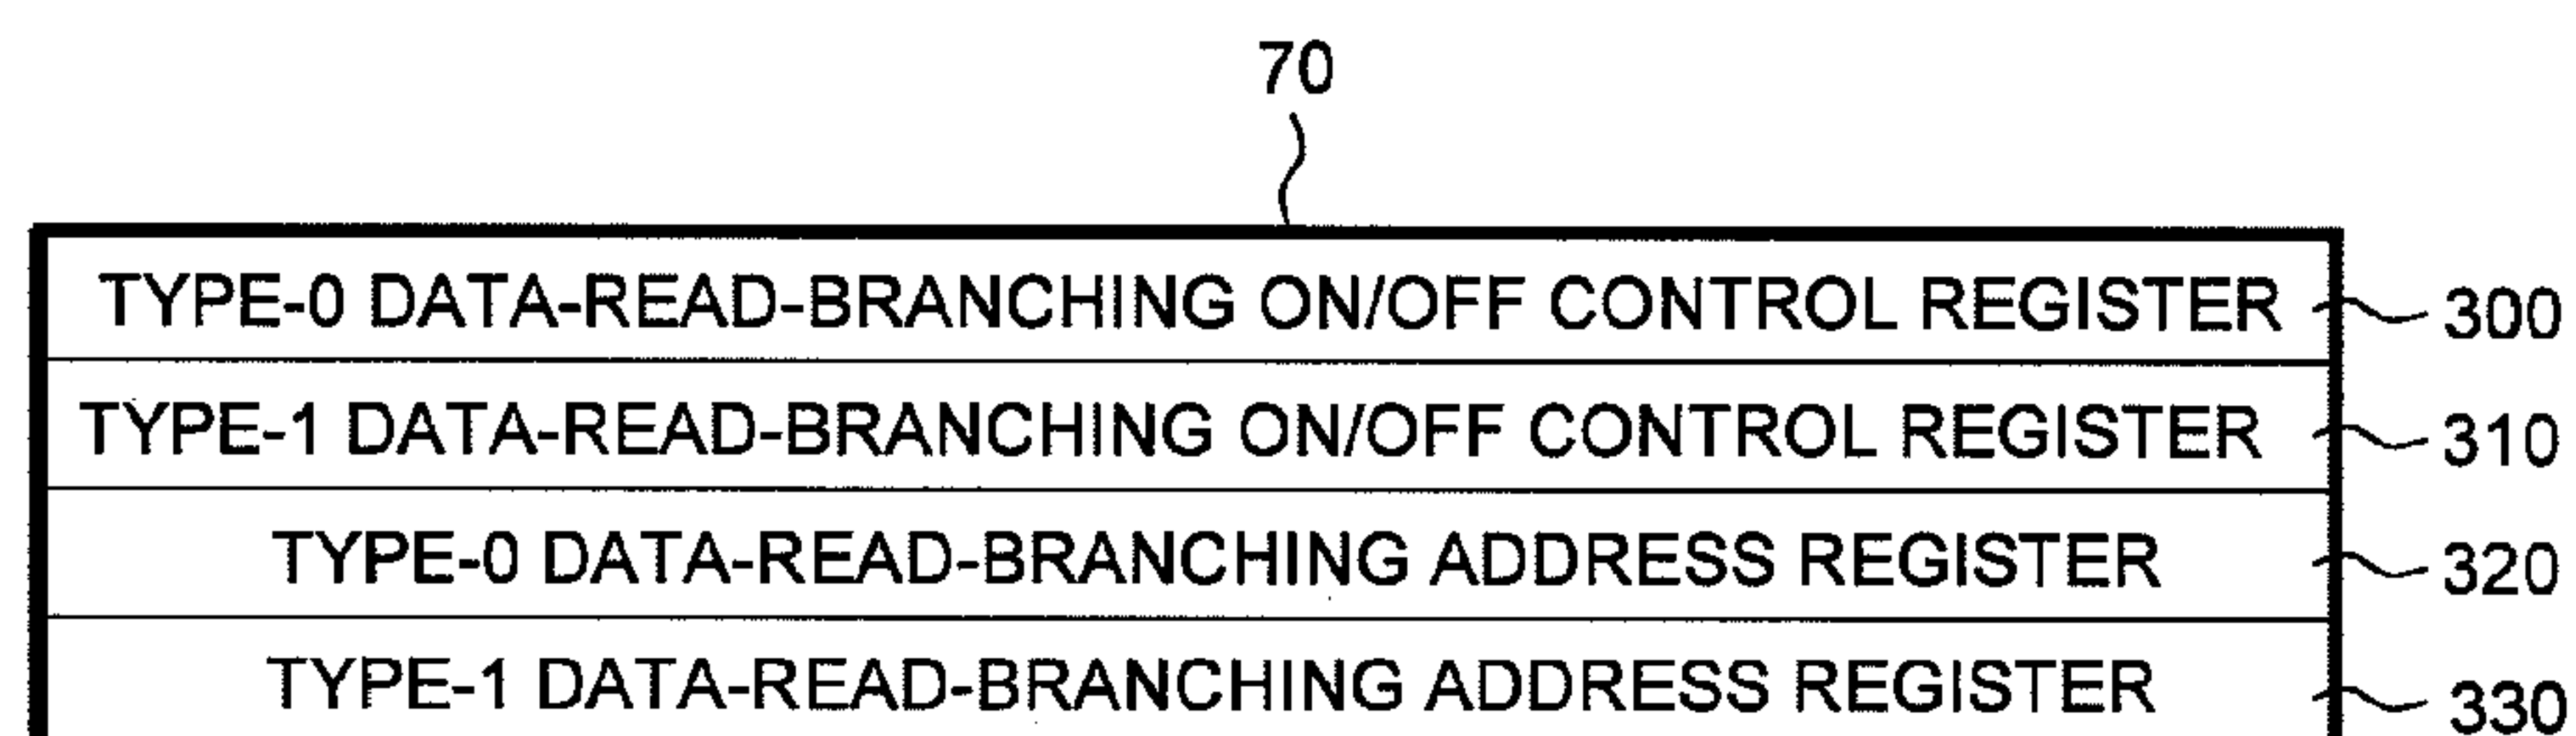 70
TYPE-0 DATA-READ-BRANCHING ON/OFF CONTROL REGISTER 300
TYPE-1 DATA-READ-BRANCHING ON/OFF CONTROL REGISTER 310
TYPE-0 DATA-READ-BRANCHING ADDRESS REGISTER 320
TYPE-1 DATA-READ-BRANCHING ADDRESS REGISTER 330